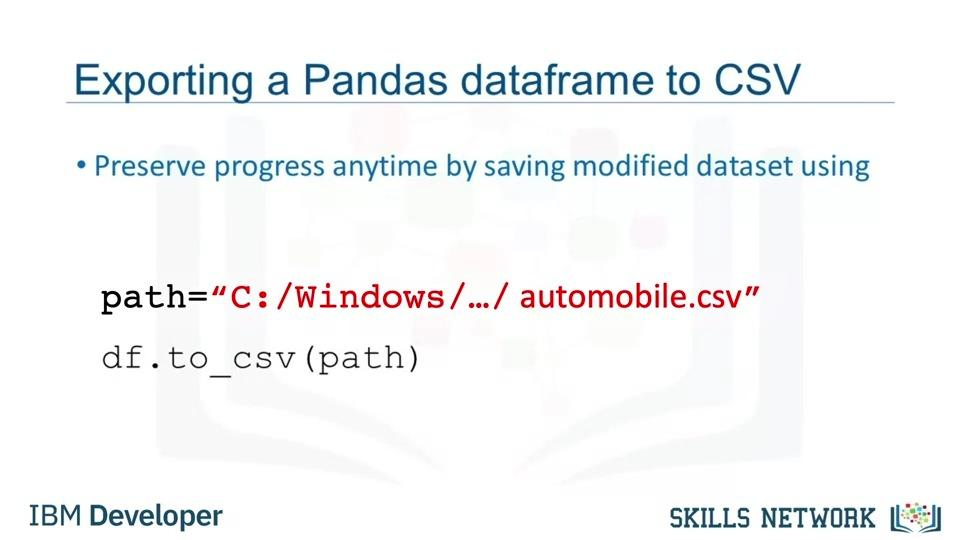 Exporting a Pandas dataframe to CSV
• Preserve progress anytime by saving modified dataset using
path=“C:/Windows/…/ automobile.csv”
df.to_csv(path)
IBM Developer
SKILLS NETWORK